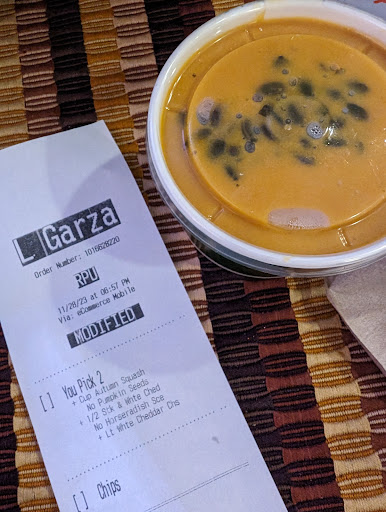 L Garza
Order Number: 1016628220
RPU
11/28/23 at 06:57 PM
Via: eCommerce Mobile
MODIFIED
[ ] You Pick 2
+ Cup Autumn Squash
No Pumpkin Seeds
+ 1/2 Stk & White Ched
No Horseradish Sce
+ Lt White Cheddar Chs
[ ] Chips